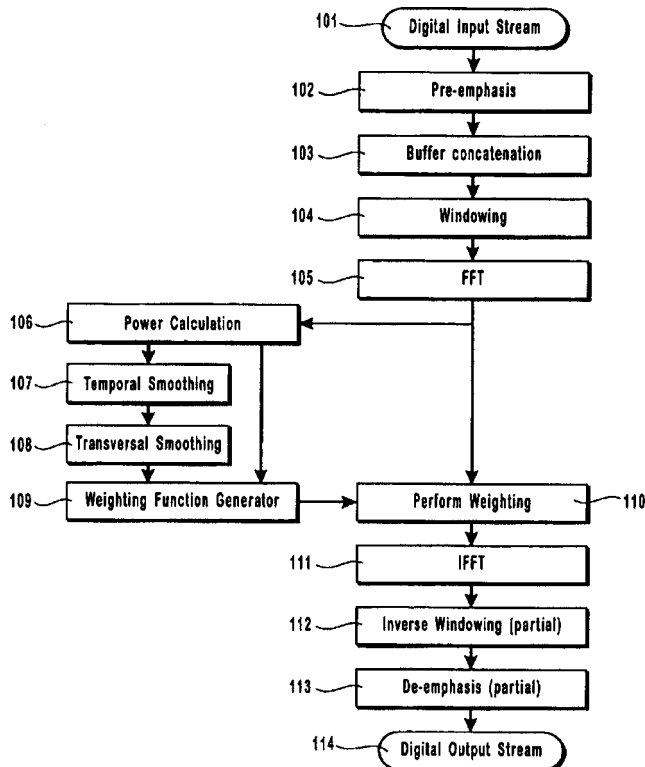 101 Digital Input Stream
102 Pre-emphasis
103 Buffer concatenation
104 Windowing
105 FFT
106 Power Calculation
107 Temporal Smoothing
108 Transversal Smoothing
109 Weighting Function Generator
Perform Weighting 110
111 IFFT
112 Inverse Windowing (partial)
113 De-emphasis (partial)
114 Digital Output Stream